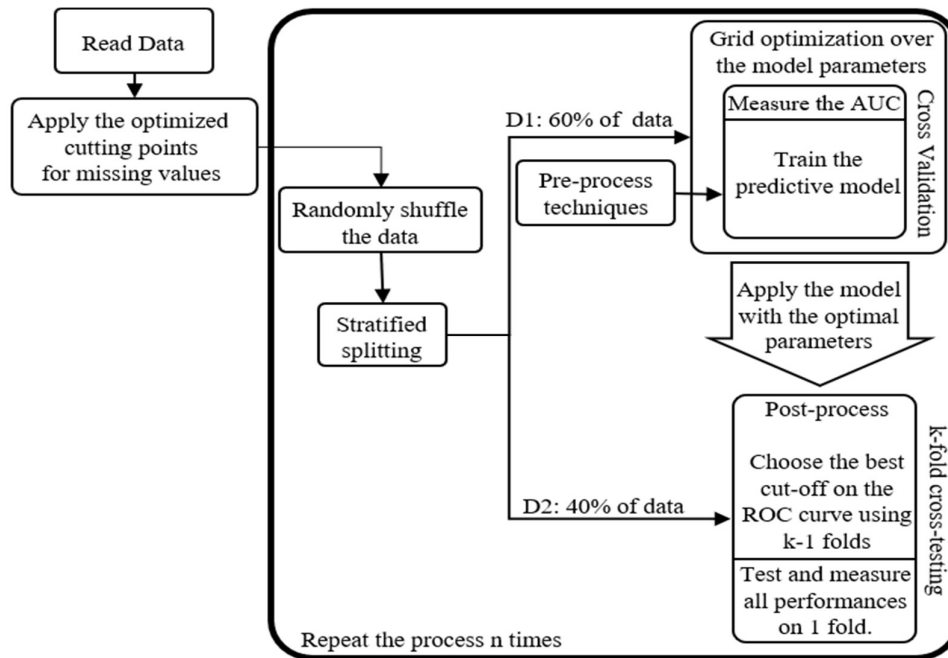 Read Data
Apply the optimized
cutting points
for missing values
Randomly shuffle
the data
Stratified
splitting
D1: 60% of data
Pre-process
techniques
Grid optimization over
the model parameters
Measure the AUC
Train the
predictive model
Cross Validation
Apply the model
with the optimal
parameters
D2: 40% of data
Post-process
Choose the best
cut-off on the
ROC curve using
k-1 folds
Test and measure
all performances
on 1 fold.
k-fold cross-testing
Repeat the process n times